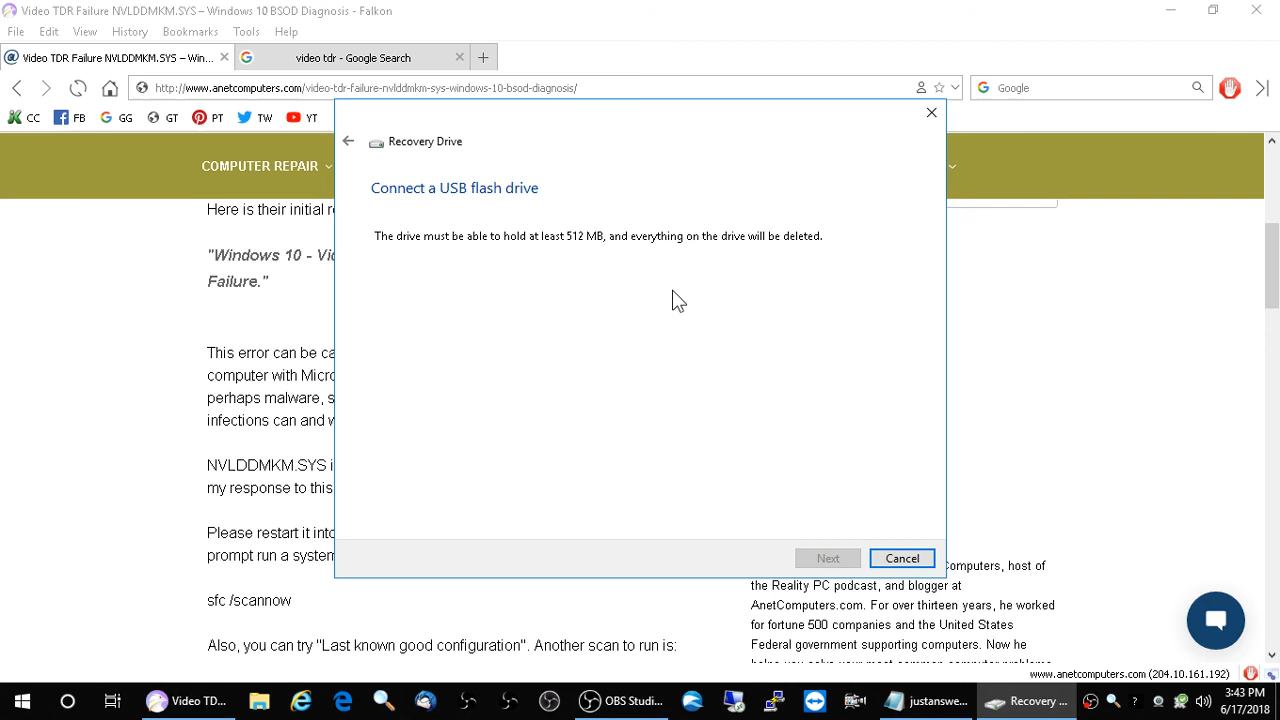 Video TDR Failure NVLDDMKM.SYS – Windows 10 BSOD Diagnosis - Falkon
File Edit View History Bookmarks Tools Help
Video TDR Failure NVLDDMKM.SYS – Win...
video tdr - Google Search
http://www.anetcomputers.com/video-tdr-failure-nvlddmkm-sys-windows-10-bsod-diagnosis/
Google
CC FB GG GT PT TW YT
Recovery Drive
COMPUTER REPAIR
Connect a USB flash drive
Here is their initial
The drive must be able to hold at least 512 MB, and everything on the drive will be deleted.
"Windows 10 -
Failure."
This error can be
computer with
perhaps malware,
infections can and
NVLDDMKM.SYS
my response to this
Please restart it into
prompt run a system
Next Cancel
sfc /scannow
Also, you can try "Last known good configuration". Another scan to run is:
omputers, host of
the Reality PC podcast, and blogger at
AnetComputers.com. For over thirteen years, he worked
for fortune 500 companies and the United States
Federal government supporting computers. Now he
helps you solve your most common computer problems
www.anetcomputers.com (204.10.161.192)
Video TD...
OBS Studi...
justanswe...
Recovery ...
3:43 PM
6/17/2018